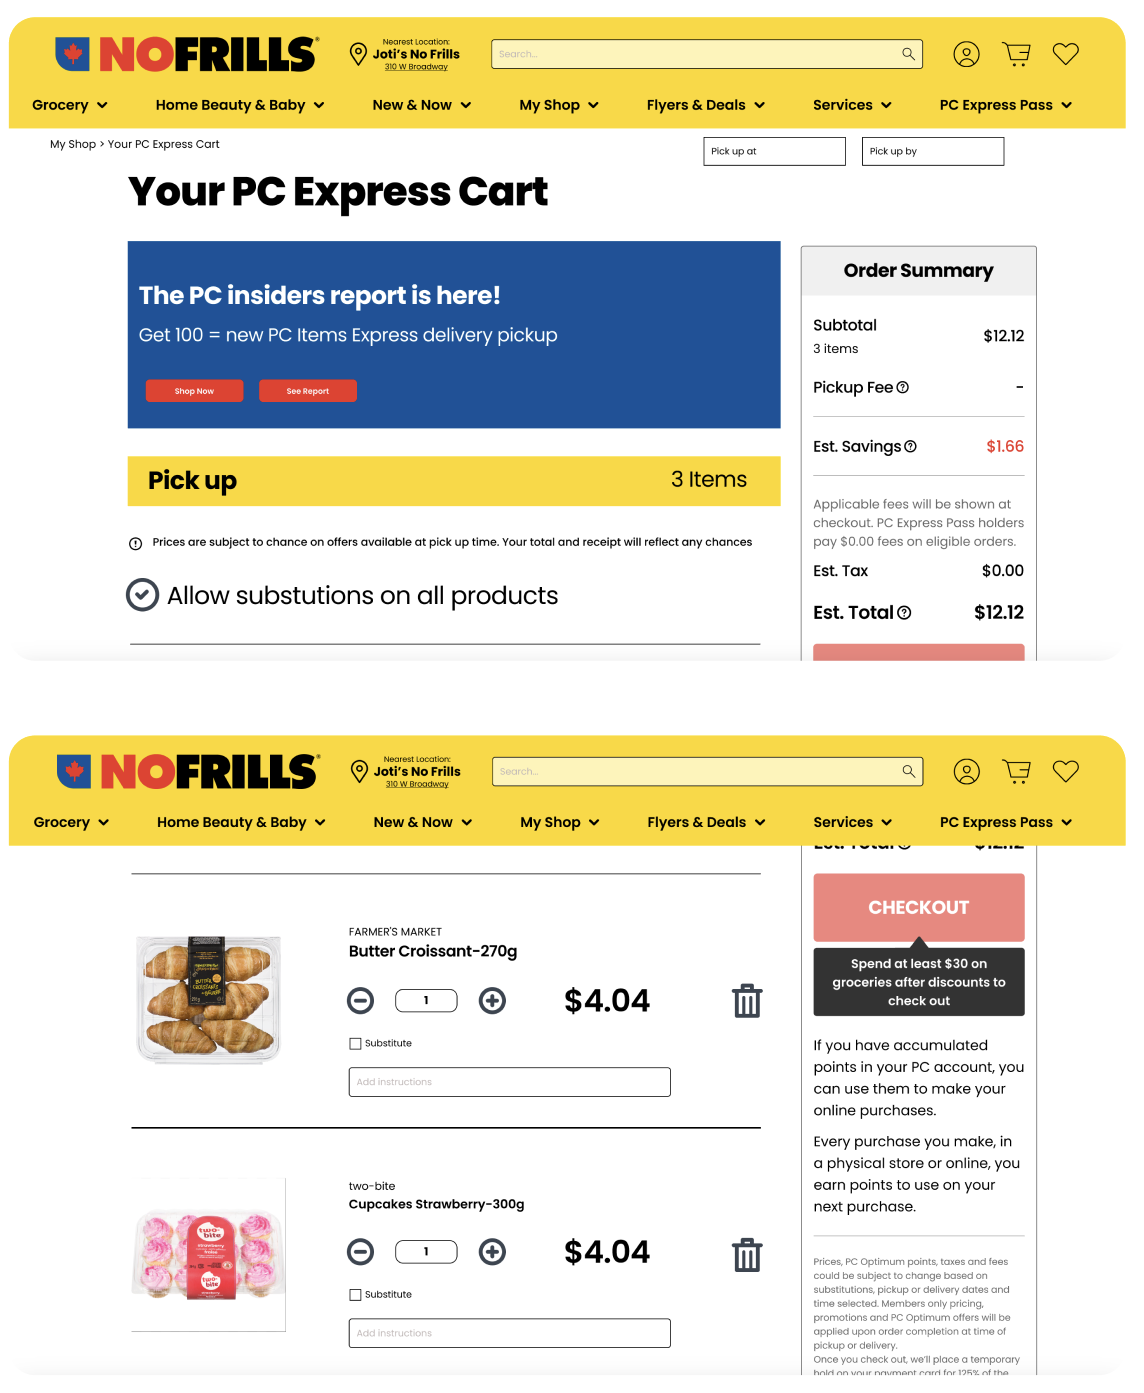 NOFRILLS®
Nearest Location:
Joti's No Frills
310 W Broadway
Search...
Grocery
Home Beauty & Baby
New & Now
My Shop
Flyers & Deals
Services
PC Express Pass
My Shop > Your PC Express Cart
Pick up at
Pick up by
Your PC Express Cart
The PC insiders report is here!
Get 100 = new PC Items Express delivery pickup
Shop Now
See Report
Pick up
3 Items
Prices are subject to chance on offers available at pick up time. Your total and receipt will reflect any chances
Allow substutions on all products
Order Summary
Subtotal
3 items
$12.12
Pickup Fee
-
Est. Savings
$1.66
Applicable fees will be shown at
checkout. PC Express Pass holders
pay $0.00 fees on eligible orders.
Est. Tax
$0.00
Est. Total
$12.12
NOFRILLS®
Nearest Location:
Joti's No Frills
310 W Broadway
Search...
Grocery
Home Beauty & Baby
New & Now
My Shop
Flyers & Deals
Services
PC Express Pass
FARMER'S MARKET
Butter Croissant-270g
1
$4.04
Substitute
Add instructions
BUTTER
CROISSANTS
two-bite
Cupcakes Strawberry-300g
1
$4.04
Substitute
Add instructions
two-
bite
strawberry
fraise
two-
bite
strawberry
Est. Total
$12.12
CHECKOUT
Spend at least $30 on
groceries after discounts to
check out
If you have accumulated
points in your PC account, you
can use them to make your
online purchases.
Every purchase you make, in
a physical store or online, you
earn points to use on your
next purchase.
Prices, PC Optimum points, taxes and fees
could be subject to change based on
substitutions, pickup or delivery dates and
time selected. Members only pricing,
promotions and PC Optimum offers will be
applied upon order completion at time of
pickup or delivery.
Once you check out, we'll place a temporary
hold on your payment card for 125% of the